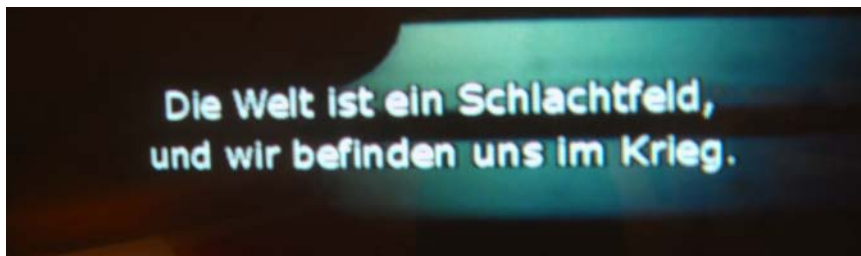 Die Welt ist ein Schlachtfeld,
und wir befinden uns im Krieg.